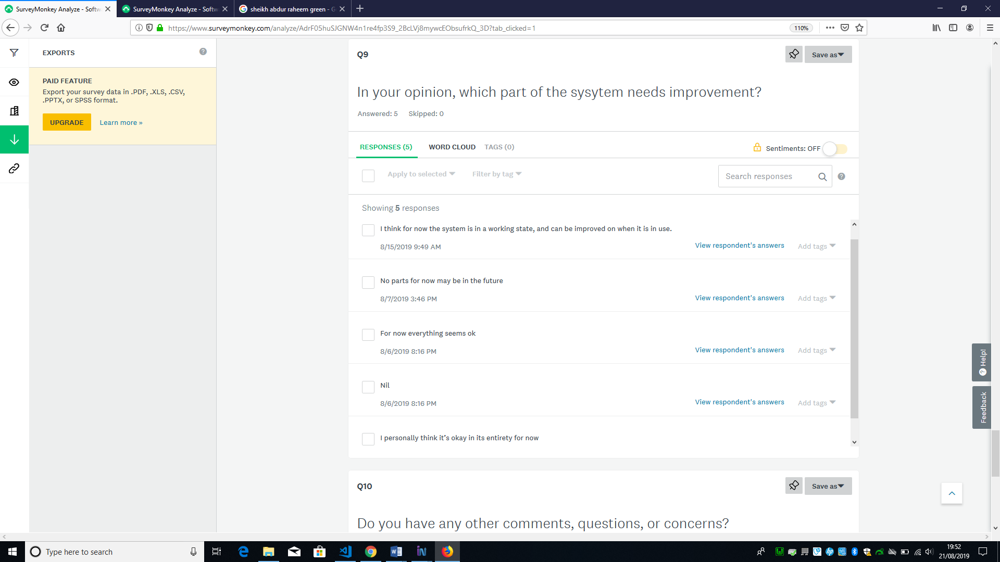 SurveyMonkey Analyze - Softw
SurveyMonkey Analyze - Softw
sheikh abdur raheem green - G
https://www.surveymonkey.com/analyze/AdrF05huSJGNW4n1re4fp3S9_2BcLVj8mywcEObsufrkQ_3D?tab_clicked=1
110%
EXPORTS
PAID FEATURE
Export your survey data in .PDF, .XLS, .CSV,
.PPTX, or SPSS format.
UPGRADE
Learn more »
Q9
Save as
In your opinion, which part of the sysytem needs improvement?
Answered: 5 Skipped: 0
RESPONSES (5) WORD CLOUD TAGS (0)
Sentiments: OFF
Apply to selected Filter by tag
Search responses
Showing 5 responses
I think for now the system is in a working state, and can be improved on when it is in use.
8/15/2019 9:49 AM
View respondent's answers Add tags
No parts for now may be in the future
8/7/2019 3:46 PM
View respondent's answers Add tags
For now everything seems ok
8/6/2019 8:16 PM
View respondent's answers Add tags
Nil
8/6/2019 8:16 PM
View respondent's answers Add tags
I personally think it’s okay in its entirety for now
Help!
Feedback
Q10
Save as
Do you have any other comments, questions, or concerns?
Type here to search
19:52
21/08/2019